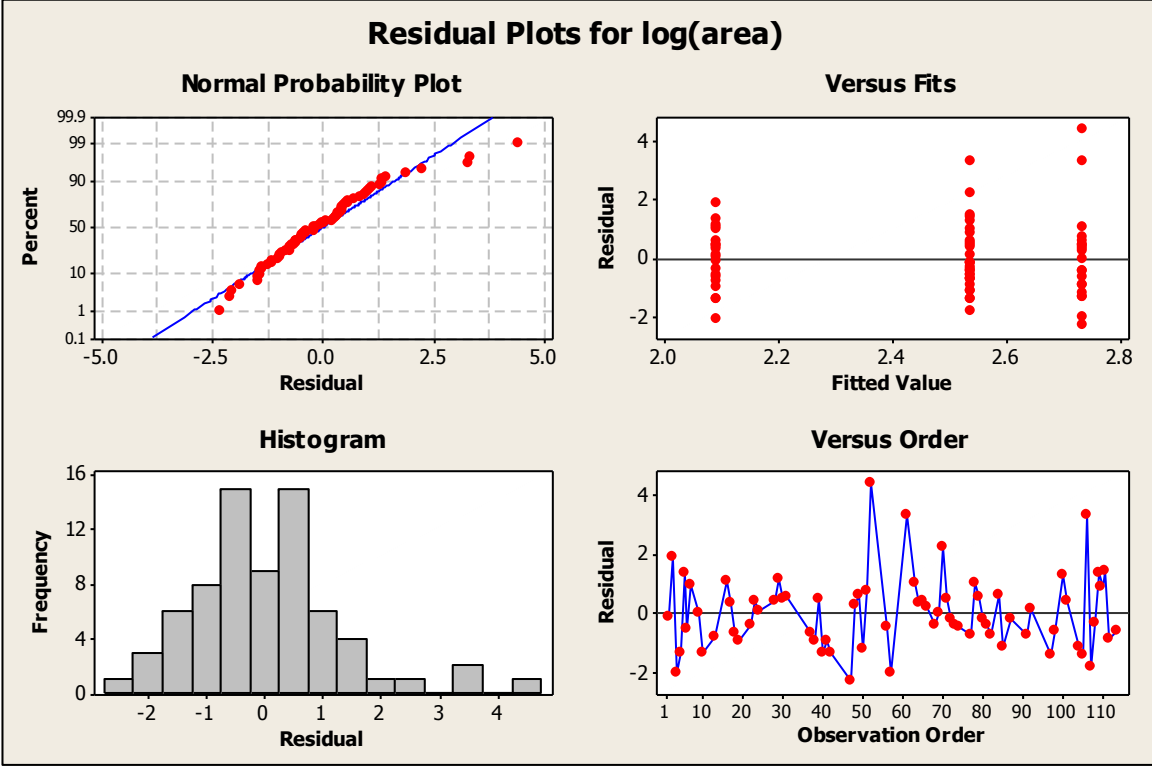 Residual Plots for log(area)
Normal Probability Plot
99.9
99
90
50
10
1
0.1
Percent
-5.0 -2.5 0.0 2.5 5.0
Residual
Versus Fits
4
2
0
-2
Residual
2.0 2.2 2.4 2.6 2.8
Fitted Value
Histogram
16
12
8
4
0
Frequency
-2 -1 0 1 2 3 4
Residual
Versus Order
4
2
0
-2
Residual
1 10 20 30 40 50 60 70 80 90 100 110
Observation Order